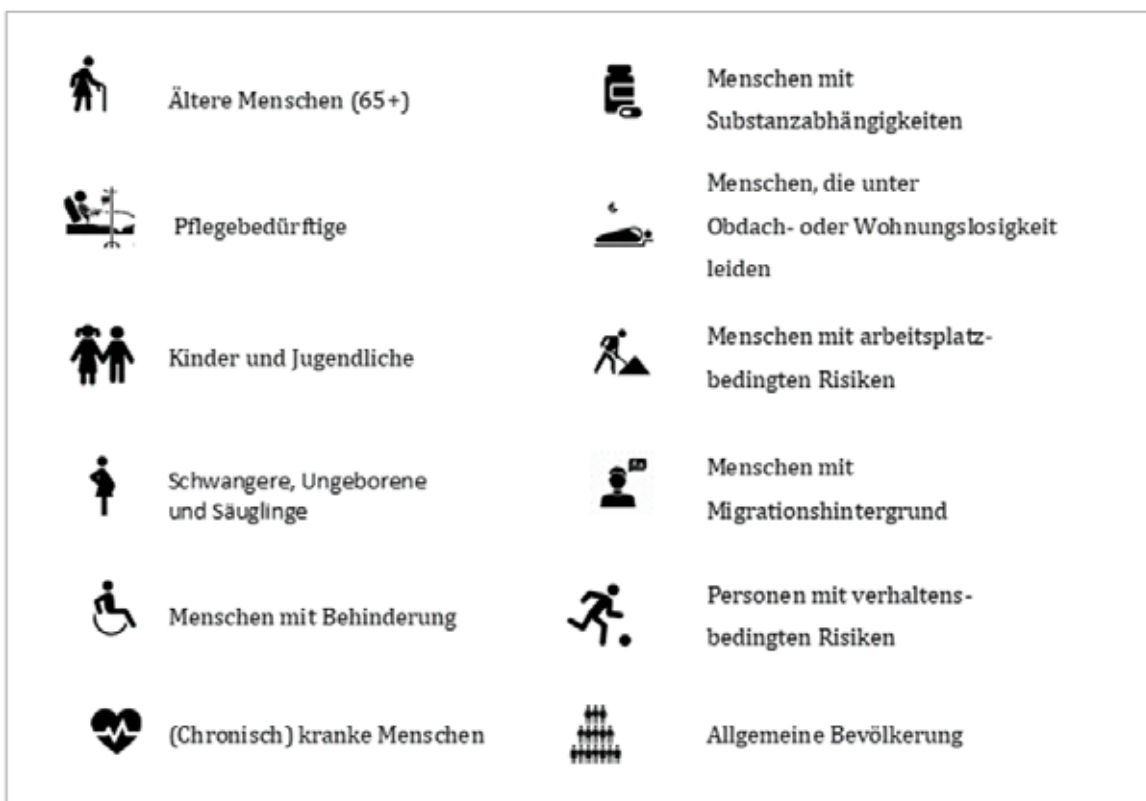 Ältere Menschen (65+)
Pflegebedürftige
Kinder und Jugendliche
Schwangere, Ungeborene
und Säuglinge
Menschen mit Behinderung
(Chronisch) kranke Menschen
Menschen mit
Substanzabhängigkeiten
Menschen, die unter
Obdach- oder Wohnungslosigkeit
leiden
Menschen mit arbeitsplatz-
bedingten Risiken
Menschen mit
Migrationshintergrund
Personen mit verhaltens-
bedingten Risiken
Allgemeine Bevölkerung